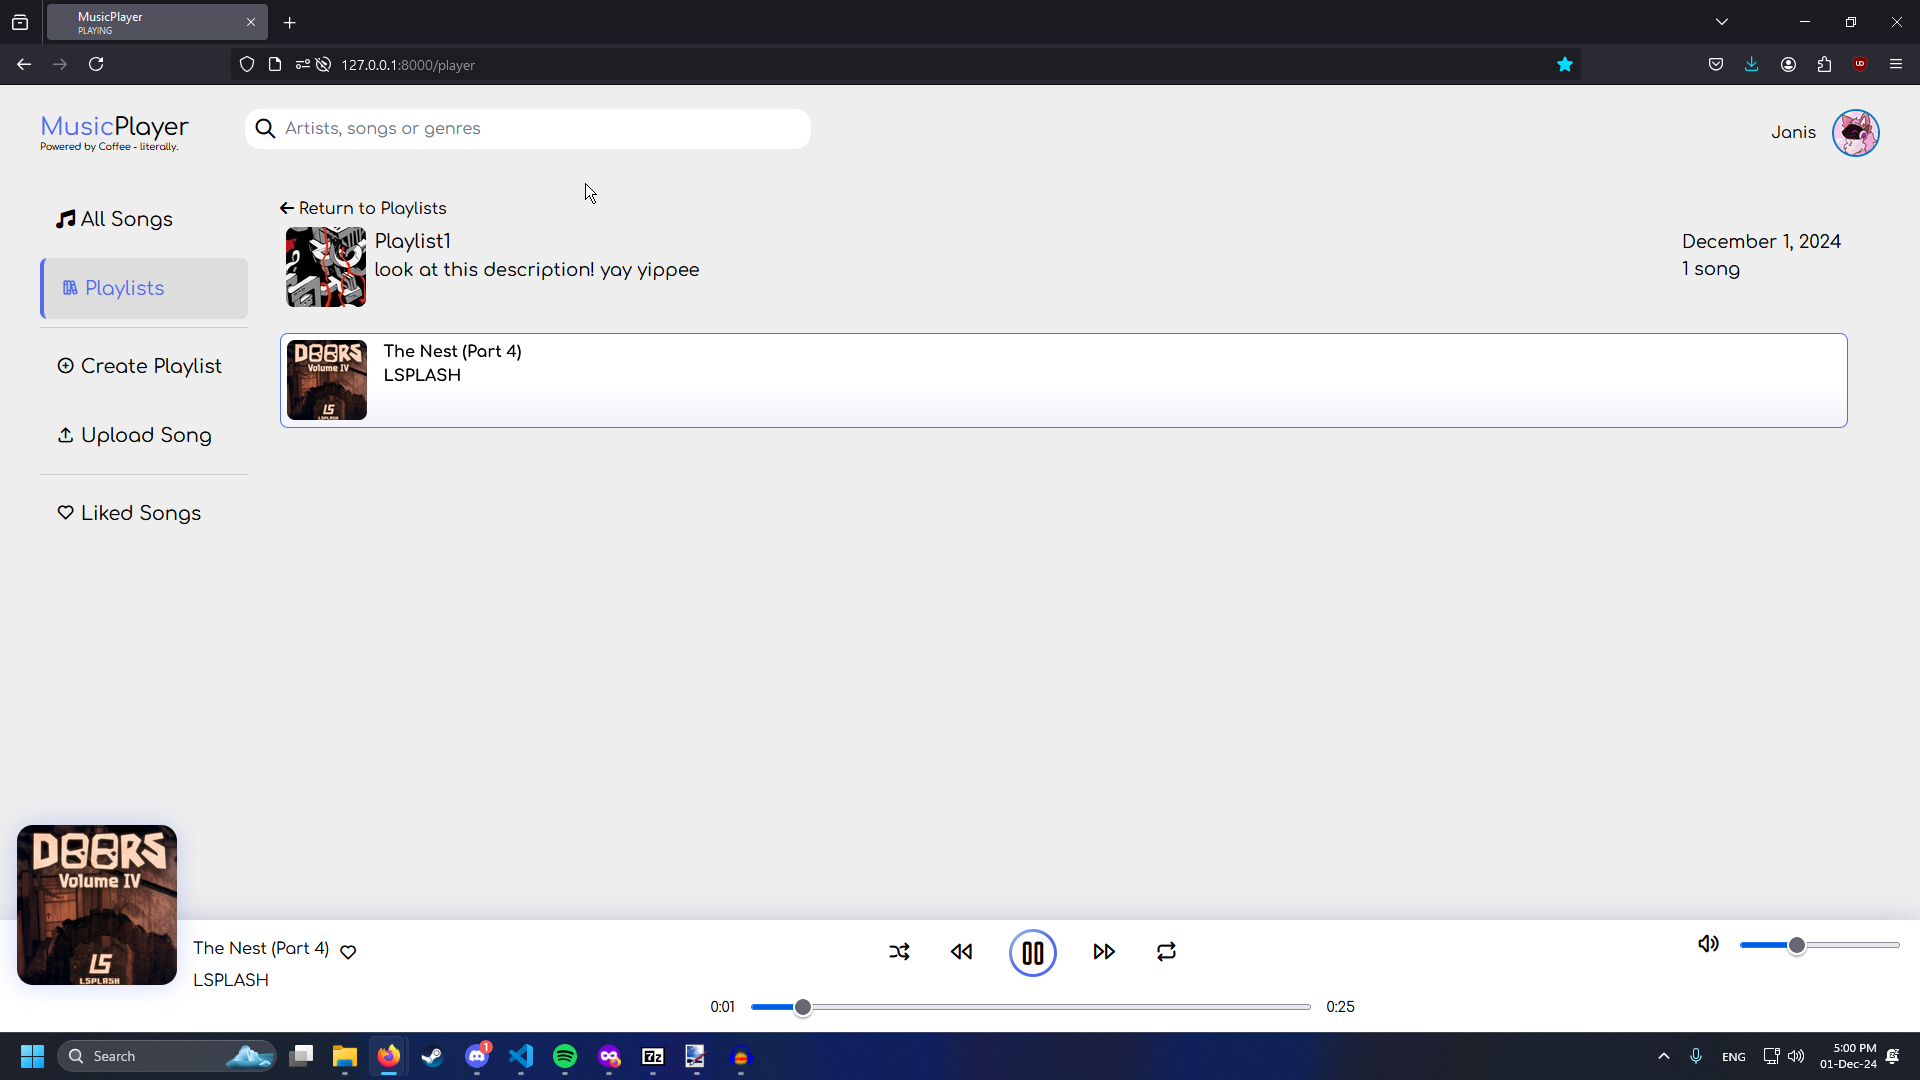 MusicPlayer
PLAYING
127.0.0.1:8000/player
MusicPlayer
Powered by Coffee - literally.
Artists, songs or genres
Janis
All Songs
Playlists
Create Playlist
Upload Song
Liked Songs
Return to Playlists
Playlist1
look at this description! yay yippee
December 1, 2024
1 song
DOORS
Volume IV
LS
LSPLASH
The Nest (Part 4)
LSPLASH
DOORS
Volume IV
LS
LSPLASH
The Nest (Part 4)
LSPLASH
0:01
0:25
Search
1
7z
ENG
5:00 PM
01-Dec-24